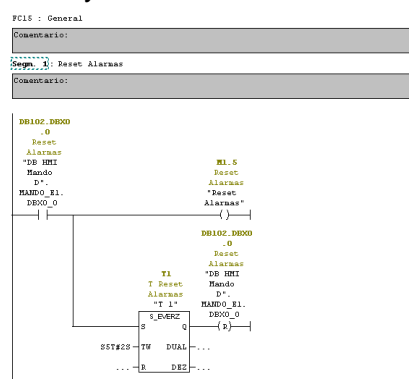 FC15 : General
Comentario:
Segm. 1: Reset Alarmas
Comentario:
DB102.DBX0
.0
Reset
Alarmas
"DB HMI
Mando
D".
MANDO_E1.
DBX0_0
M1.5
Reset
Alarmas
"Reset
Alarmas"
DB102.DBX0
.0
Reset
Alarmas
"DB HMI
Mando
D".
MANDO_E1.
DBX0_0
T1
T Reset
Alarmas
"T 1"
S_EVERZ
S Q
(R)
S5T#2S TW DUAL ...
... R DEZ ...